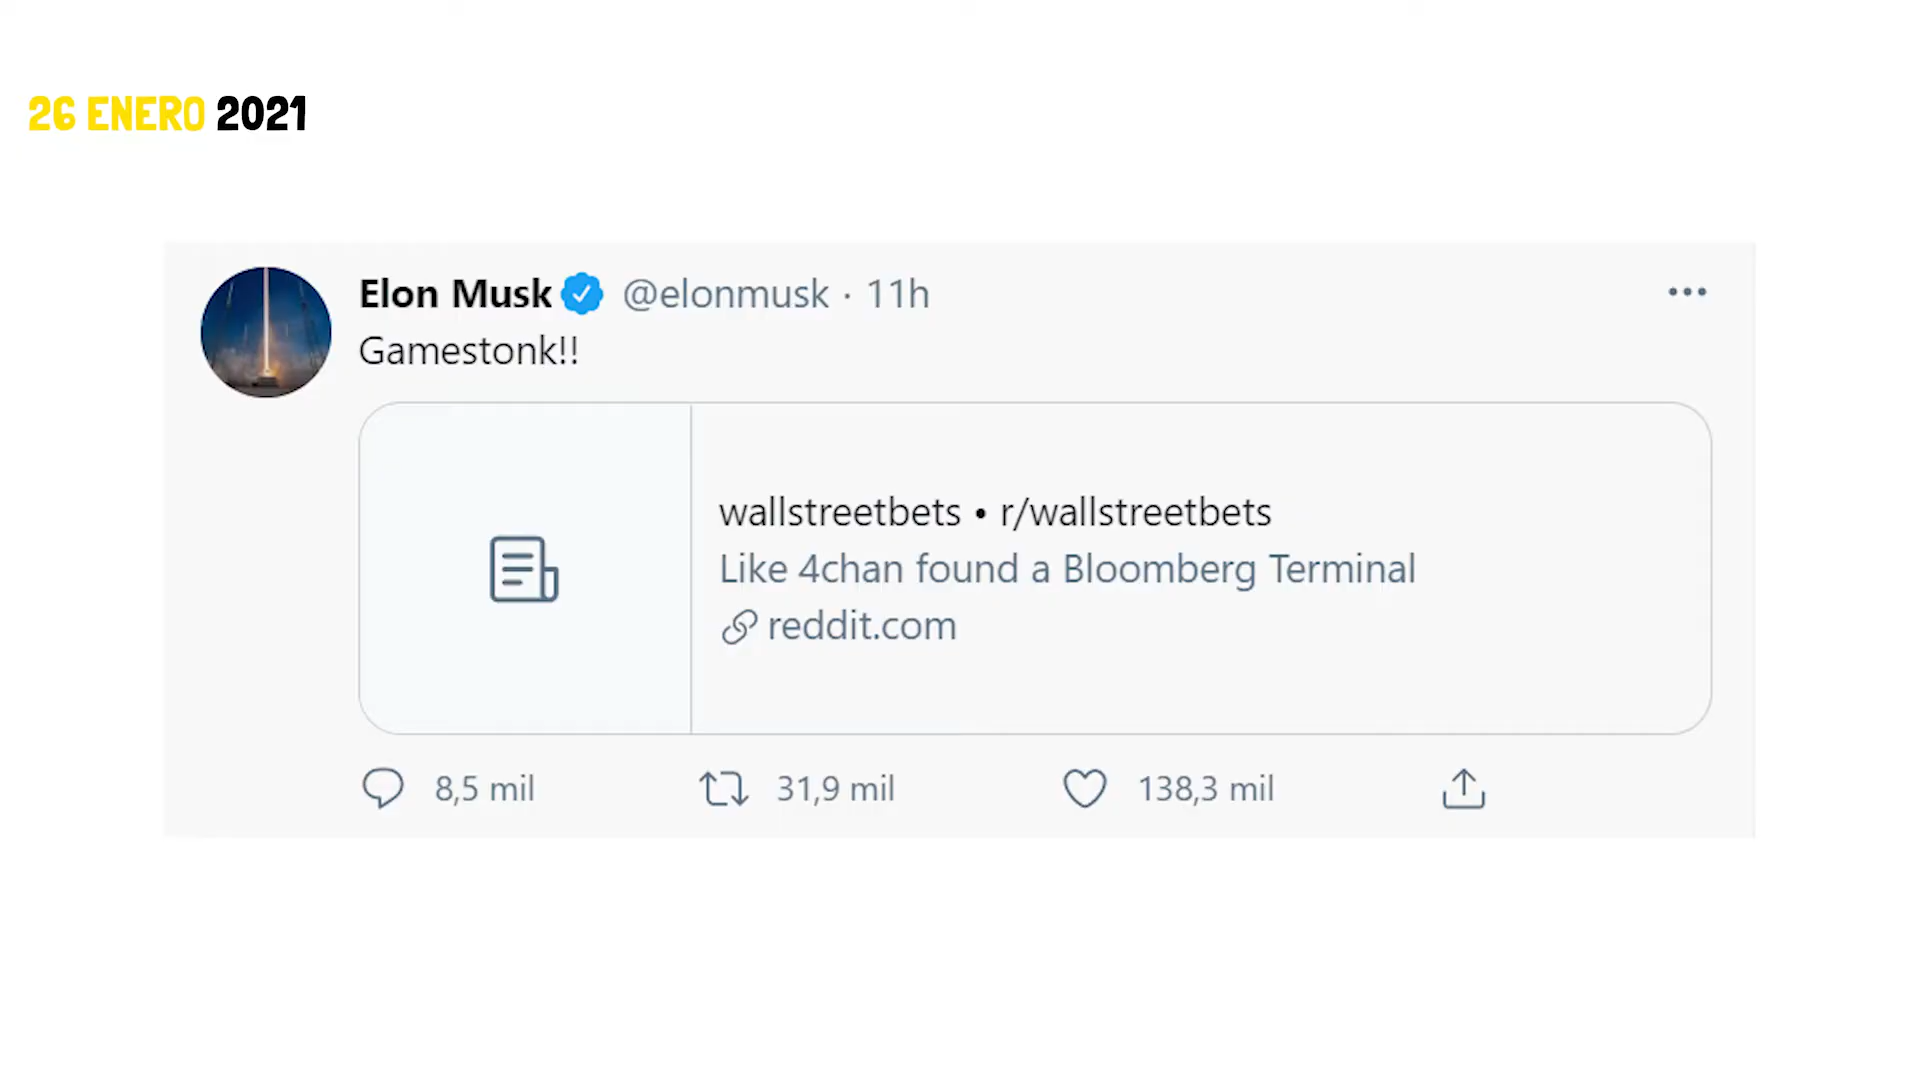 26 ENERO 2021
Elon Musk @elonmusk · 11h
Gamestonk!!
wallstreetbets • r/wallstreetbets
Like 4chan found a Bloomberg Terminal
reddit.com
8,5 mil 31,9 mil 138,3 mil